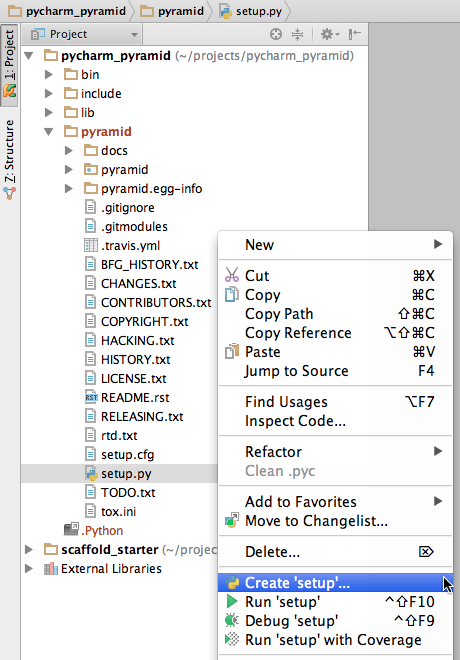 pycharm_pyramid pyramid setup.py
1: Project
7: Structure
Project
pycharm_pyramid (~/projects/pycharm_pyramid)
bin
include
lib
pyramid
docs
pyramid
pyramid.egg-info
.gitignore
.gitmodules
.travis.yml
BFG_HISTORY.txt
CHANGES.txt
CONTRIBUTORS.txt
COPYRIGHT.txt
HACKING.txt
HISTORY.txt
LICENSE.txt
README.rst
RELEASING.txt
rtd.txt
setup.cfg
setup.py
TODO.txt
tox.ini
.Python
scaffold_starter (~/projec
External Libraries
New
Cut ⌘X
Copy ⌘C
Copy Path ⇧⌘C
Copy Reference ⌥⇧⌘C
Paste ⌘V
Jump to Source F4
Find Usages ⌥F7
Inspect Code...
Refactor
Clean .pyc
Add to Favorites
Move to Changelist...
Delete... ⌦
Create 'setup'...
Run 'setup' ^⇧F10
Debug 'setup' ^⇧F9
Run 'setup' with Coverage